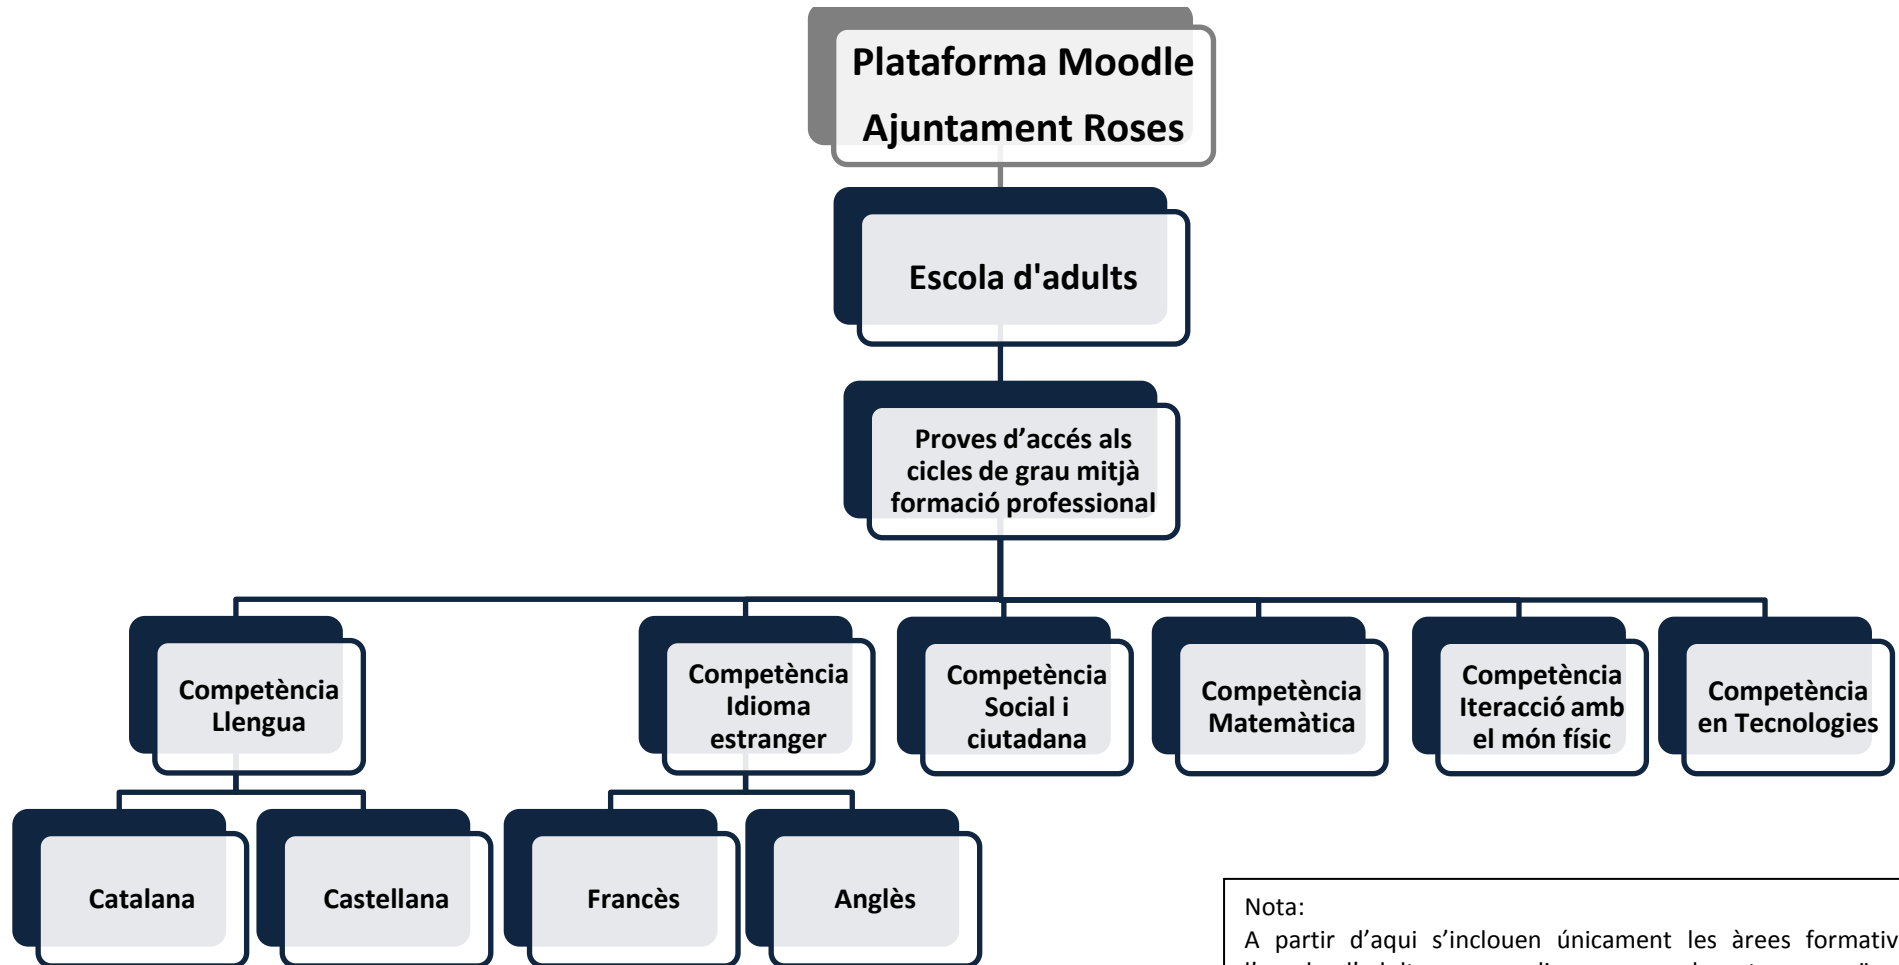 Plataforma Moodle
Ajuntament Roses
Escola d'adults
Proves d’accés als
cicles de grau mitjà
formació professional
Competència
Llengua
Competència
Idioma
estranger
Competència
Social i
ciutadana
Competència
Matemàtica
Competència
Iteracció amb
el món físic
Competència
en Tecnologies
Catalana
Castellana
Francès
Anglès
Nota:
A partir d’aqui s’inclouen únicament les àrees